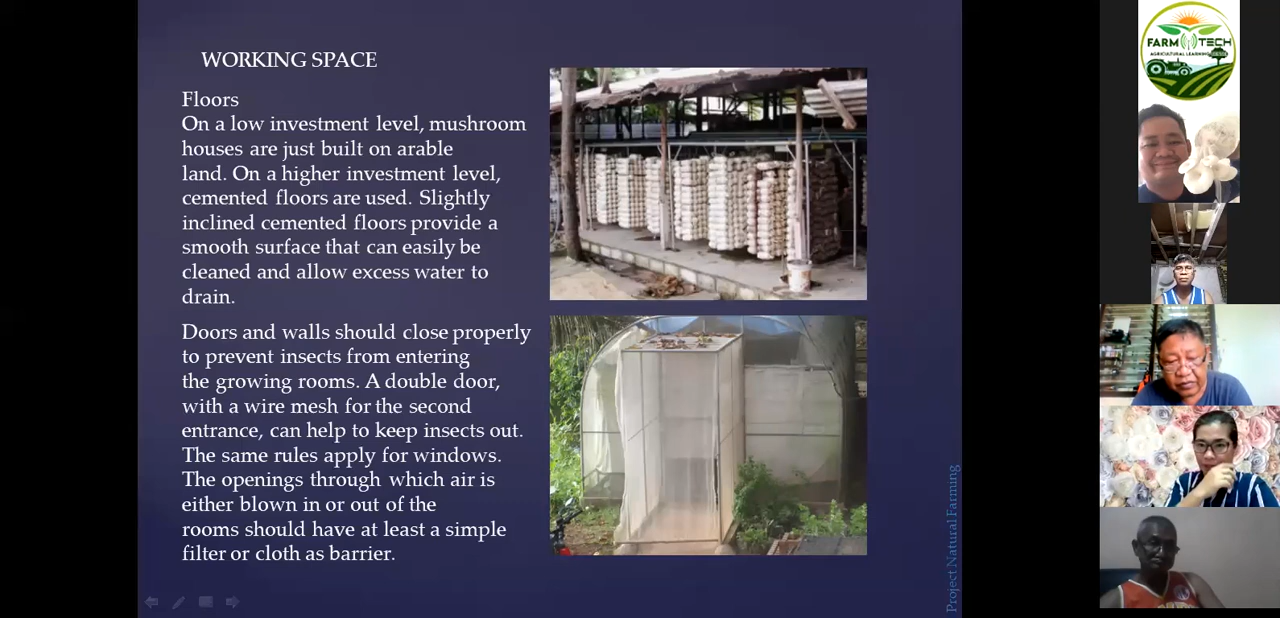 WORKING SPACE
Floors
On a low investment level, mushroom
houses are just built on arable
land. On a higher investment level,
cemented floors are used. Slightly
inclined cemented floors provide a
smooth surface that can easily be
cleaned and allow excess water to
drain.
Doors and walls should close properly
to prevent insects from entering
the growing rooms. A double door,
with a wire mesh for the second
entrance, can help to keep insects out.
The same rules apply for windows.
The openings through which air is
either blown in or out of the
rooms should have at least a simple
filter or cloth as barrier.
Project Natural Farming
FARM TECH
AGRICULTURAL LEARNING